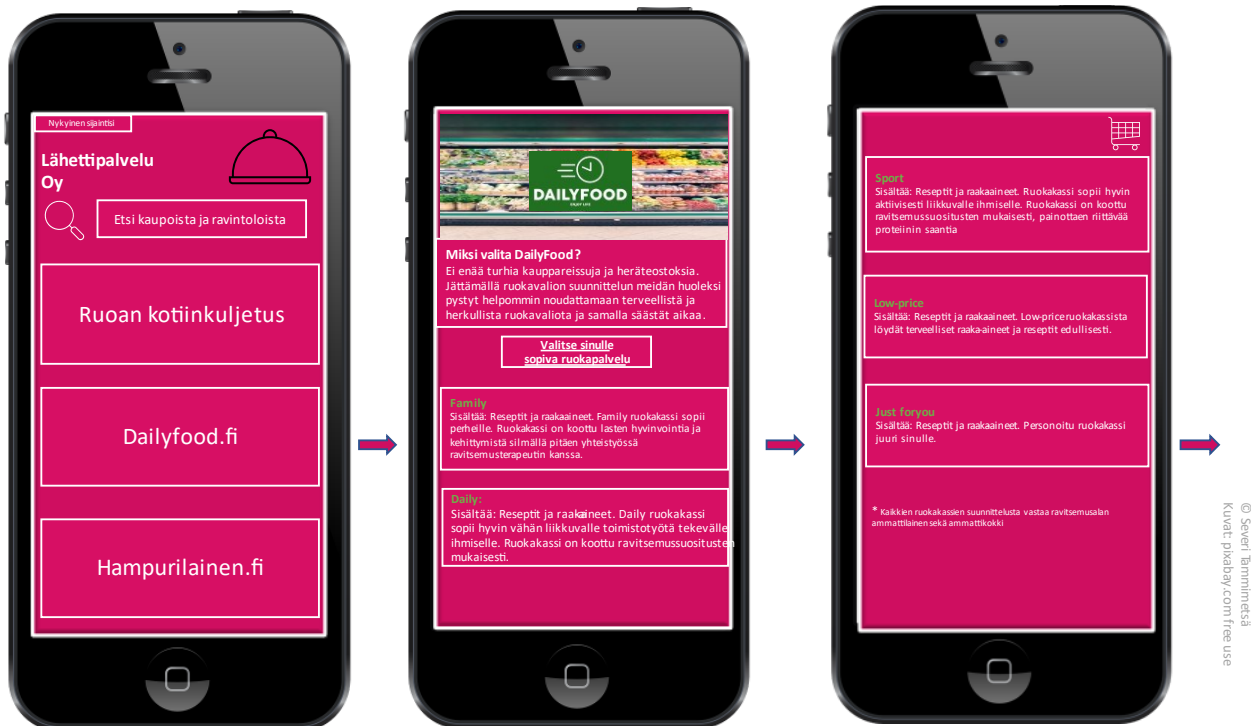 Nykyinen sijaintisi
Lähettipalvelu
Oy
Etsi kaupoista ja ravintoloista
Ruoan kotiinkuljetus
Dailyfood.fi
Hampurilainen.fi
DAILYFOOD
ENJOY LIFE
Miksi valita DailyFood?
Ei enää turhia kauppareissuja ja heräteostoksia.
Jättämällä ruokavalion suunnittelun meidän huoleksi
pystyt helpommin noudattamaan terveellistä ja
herkullista ruokavaliota ja samalla säästät aikaa.
Valitse sinulle
sopiva ruokapalvelu
Family
Sisältää: Reseptit ja raakaaineet. Family ruokakassi sopii
perheille. Ruokakassi on koottu lasten hyvinvointia ja
kehittymistä silmällä pitäen yhteistyössä
ravitsemusterapeutin kanssa.
Daily:
Sisältää: Reseptit ja raakaaineet. Daily ruokakassi
sopii hyvin vähän liikkuvalle toimistotyötä tekevälle
ihmiselle. Ruokakassi on koottu ravitsemussuositusten
mukaisesti.
Sport
Sisältää: Reseptit ja raakaaineet. Ruokakassi sopii hyvin
aktiivisesti liikkuvalle ihmiselle. Ruokakassi on koottu
ravitsemussuositusten mukaisesti, painottaen riittävää
proteiinin saantia
Low-price
Sisältää: Reseptit ja raakaaineet. Low-price ruokakassista
löydät terveelliset raaka-aineet ja reseptit edullisesti.
Just foryou
Sisältää: Reseptit ja raakaaineet. Personoitu ruokakassi
juuri sinulle.
* Kaikkien ruokakassien suunnittelusta vastaa ravitsemusalan
ammattilainen sekä ammattikokki
© Severi Tammimetsä
Kuvat: pixabay.com free use